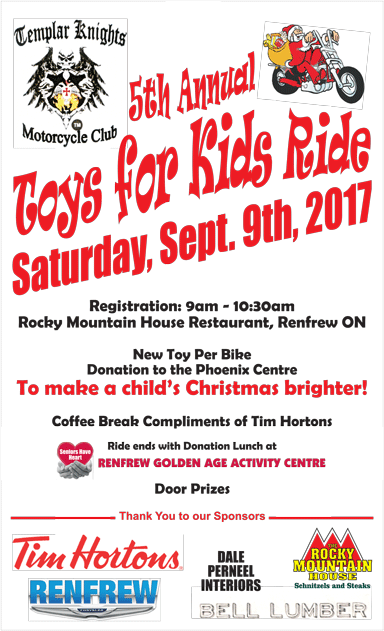 Templar Knights
TM
Motorcycle Club
5th Annual
Toys for Kids Ride
Saturday, Sept. 9th, 2017
Registration: 9am - 10:30am
Rocky Mountain House Restaurant, Renfrew ON
New Toy Per Bike
Donation to the Phoenix Centre
To make a child's Christmas brighter!
Coffee Break Compliments of Tim Hortons
Ride ends with Donation Lunch at
Seniors Have
Heart
RENFREW GOLDEN AGE ACTIVITY CENTRE
Door Prizes
Thank You to our Sponsors
Tim Hortons
RENFREW
CHRYSLER
DALE
PERNEEL
INTERIORS
THE
ROCKY
MOUNTAIN
HOUSE
Schnitzels and Steaks
BELL LUMBER